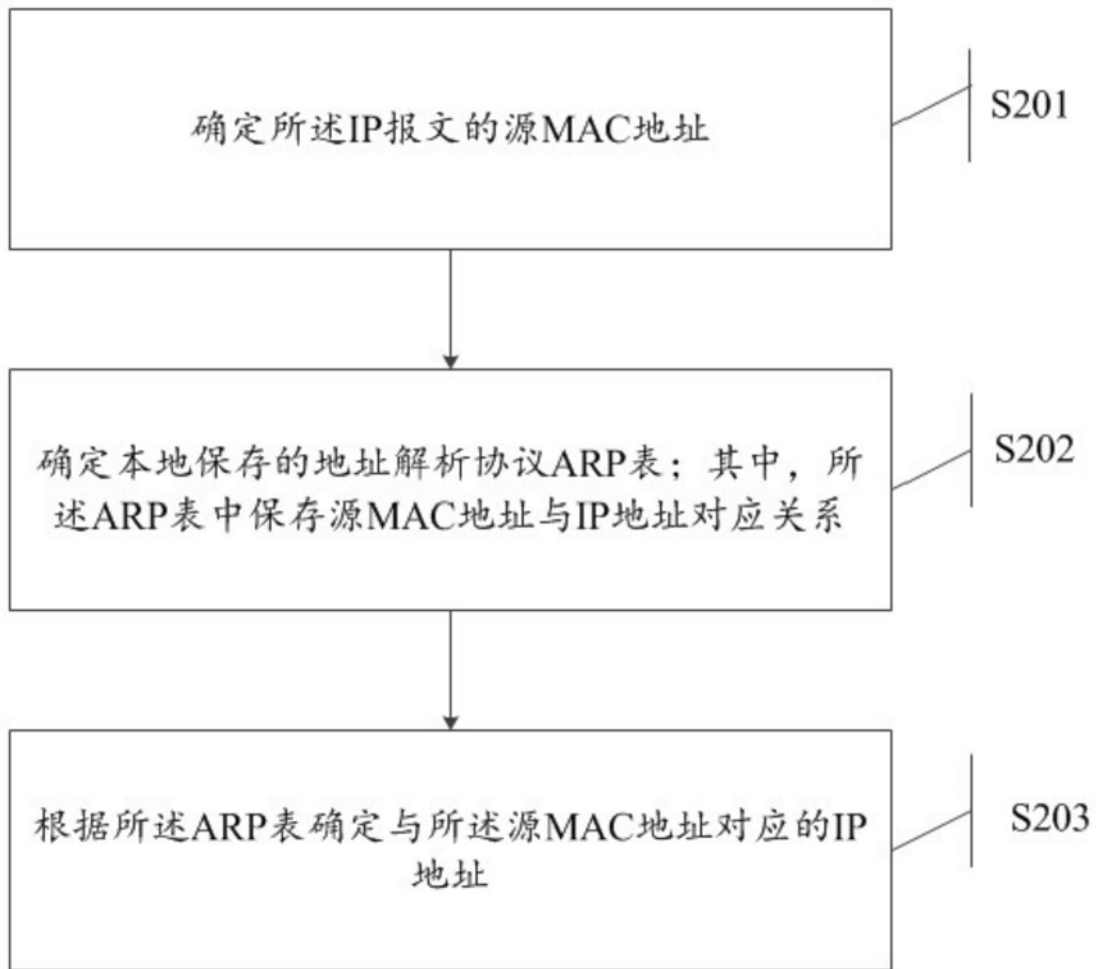 确定所述IP报文的源MAC地址
S201
确定本地保存的地址解析协议ARP表；其中，所
述ARP表中保存源MAC地址与IP地址对应关系
S202
根据所述ARP表确定与所述源MAC地址对应的IP
地址
S203